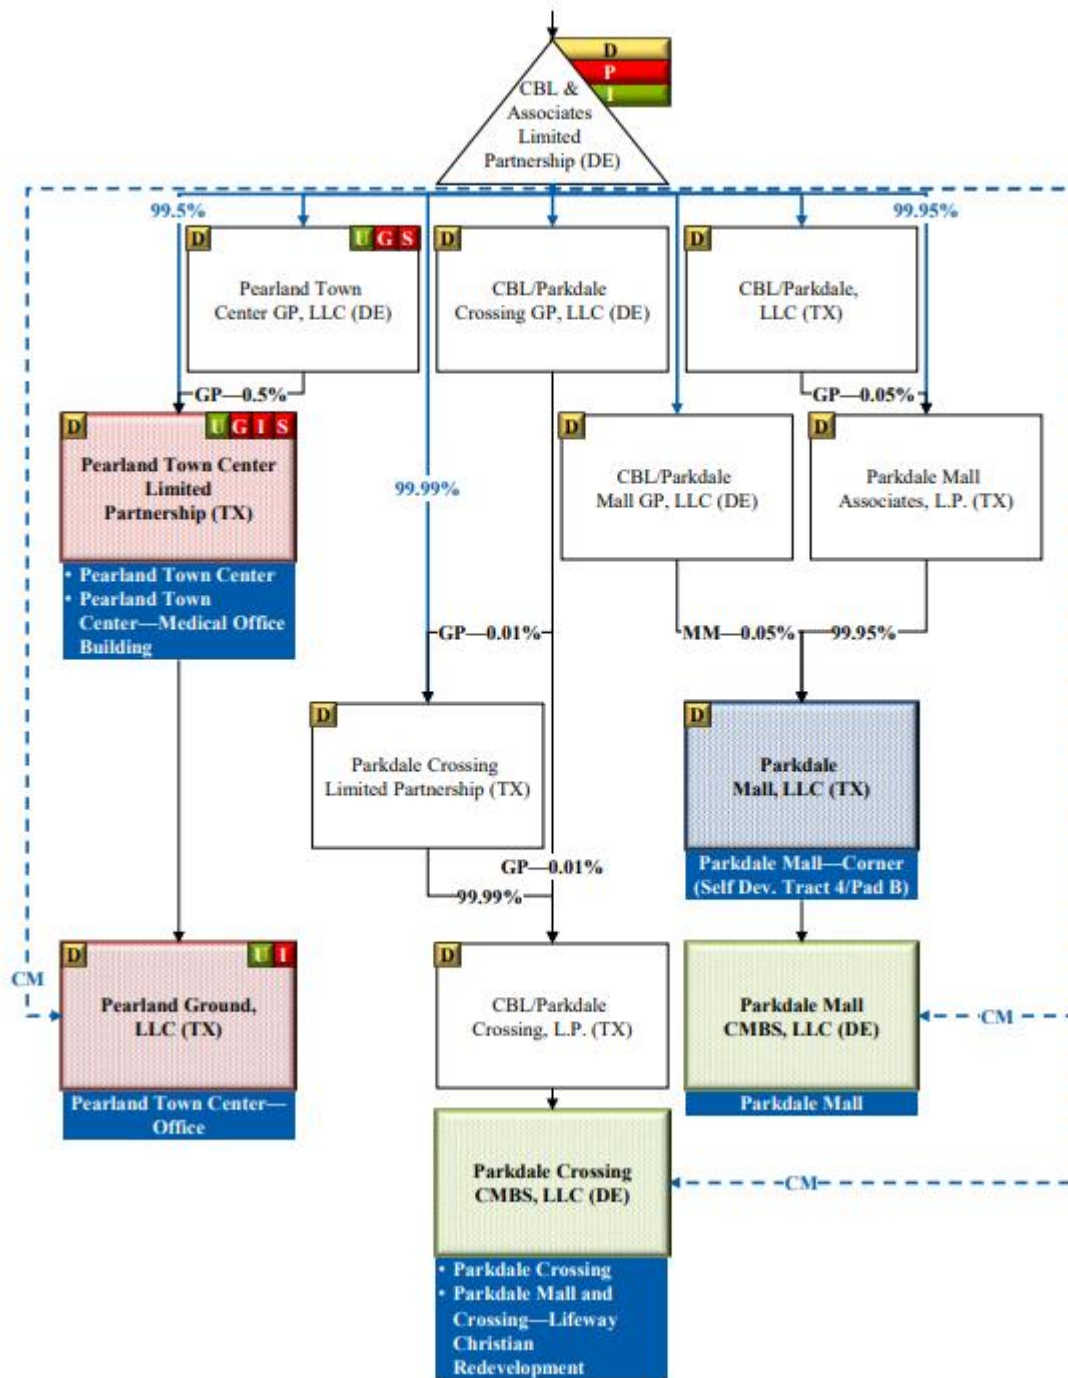 D
P
I
CBL &
Associates
Limited
Partnership (DE)
99.5%
99.95%
D
U G S
Pearland Town
Center GP, LLC (DE)
D
CBL/Parkdale
Crossing GP, LLC (DE)
D
CBL/Parkdale,
LLC (TX)
GP—0.5%
GP—0.05%
D
U G I S
Pearland Town Center
Limited
Partnership (TX)
• Pearland Town Center
• Pearland Town
Center—Medical Office
Building
99.99%
D
CBL/Parkdale
Mall GP, LLC (DE)
D
Parkdale Mall
Associates, L.P. (TX)
GP—0.01%
MM—0.05%
99.95%
D
Parkdale Crossing
Limited Partnership (TX)
D
Parkdale
Mall, LLC (TX)
Parkdale Mall—Corner
(Self Dev. Tract 4/Pad B)
GP—0.01%
99.99%
CM
D
U I
Pearland Ground,
LLC (TX)
Pearland Town Center—
Office
D
CBL/Parkdale
Crossing, L.P. (TX)
Parkdale Mall
CMBS, LLC (DE)
Parkdale Mall
CM
Parkdale Crossing
CMBS, LLC (DE)
• Parkdale Crossing
• Parkdale Mall and
Crossing—Lifeway
Christian
Redevelopment
CM